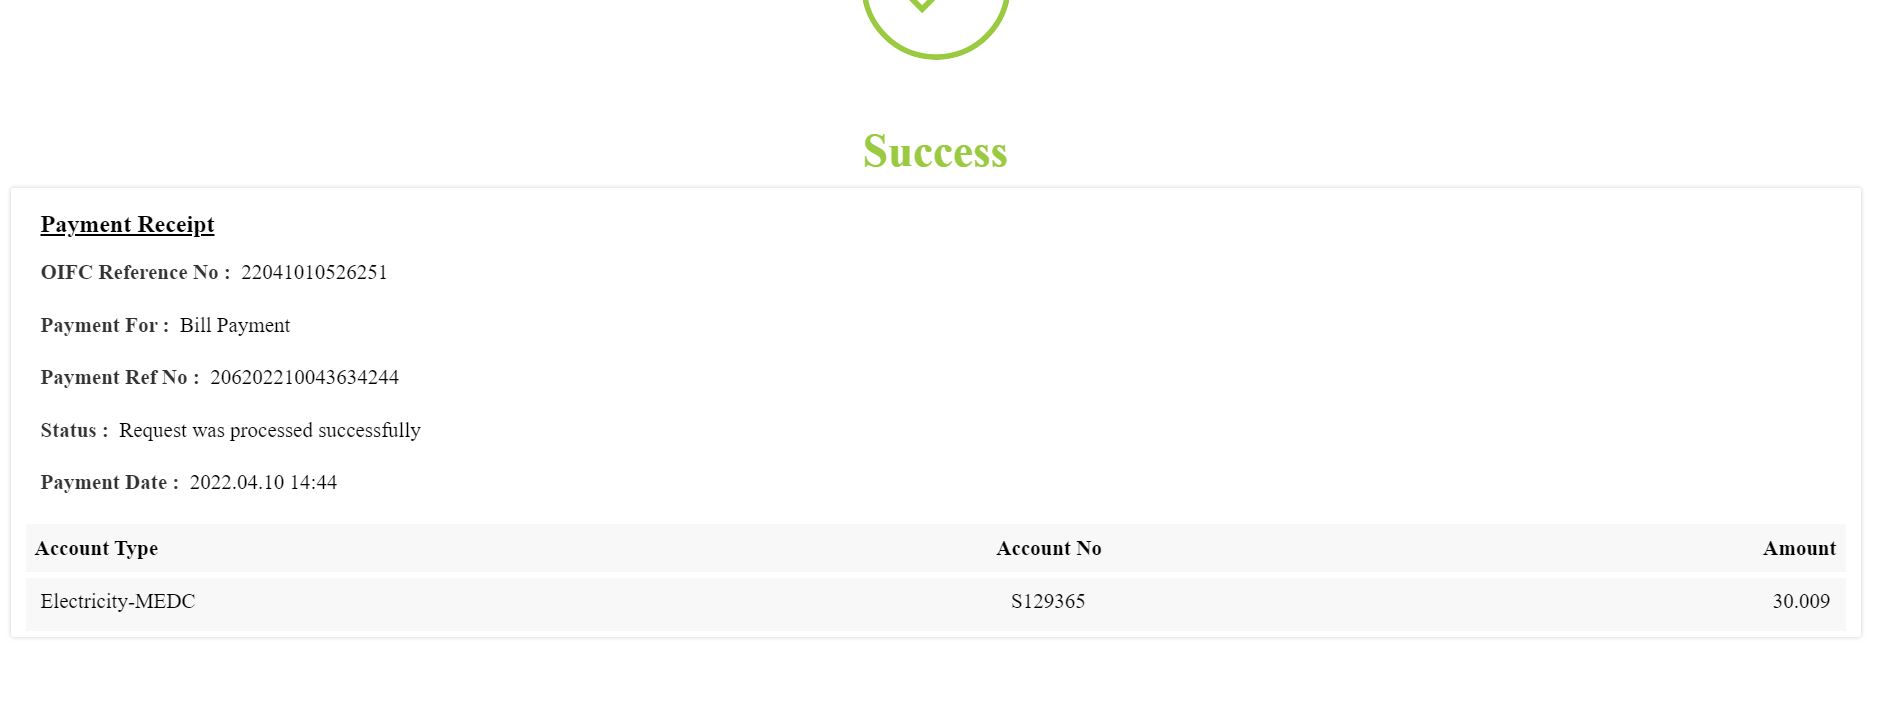 Success
Payment Receipt
OIFC Reference No : 22041010526251
Payment For : Bill Payment
Payment Ref No : 206202210043634244
Status : Request was processed successfully
Payment Date : 2022.04.10 14:44
Account Type Account No Amount
Electricity-MEDC S129365 30.009